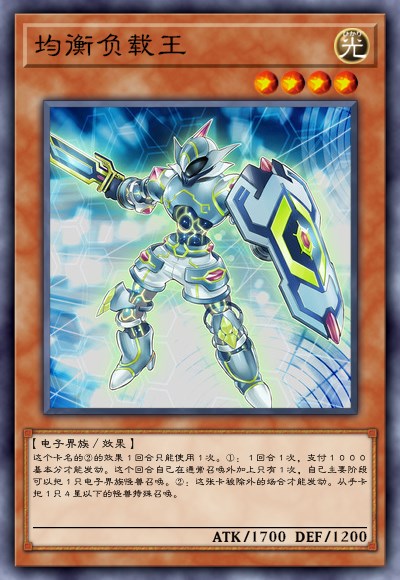 均衡负载王
光
ひかり
【电子界族/效果】
这个卡名的②的效果1回合只能使用1次。①：1回合1次，支付1000
基本分才能发动。这个回合自己在通常召唤外加上只有1次，自己主要阶段
可以把1只电子界族怪兽召唤。②：这张卡被除外的场合才能发动。从手卡
把1只4星以下的怪兽特殊召唤。
ATK/1700 DEF/1200